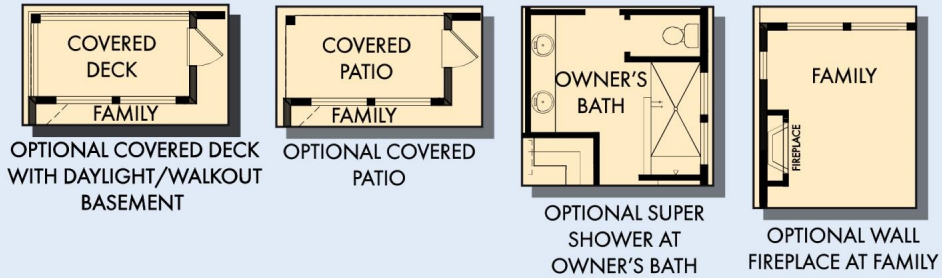 COVERED
DECK
FAMILY
OPTIONAL COVERED DECK
WITH DAYLIGHT/WALKOUT
BASEMENT
COVERED
PATIO
FAMILY
OPTIONAL COVERED
PATIO
OWNER'S
BATH
OPTIONAL SUPER
SHOWER AT
OWNER'S BATH
FAMILY
FIREPLACE
OPTIONAL WALL
FIREPLACE AT FAMILY